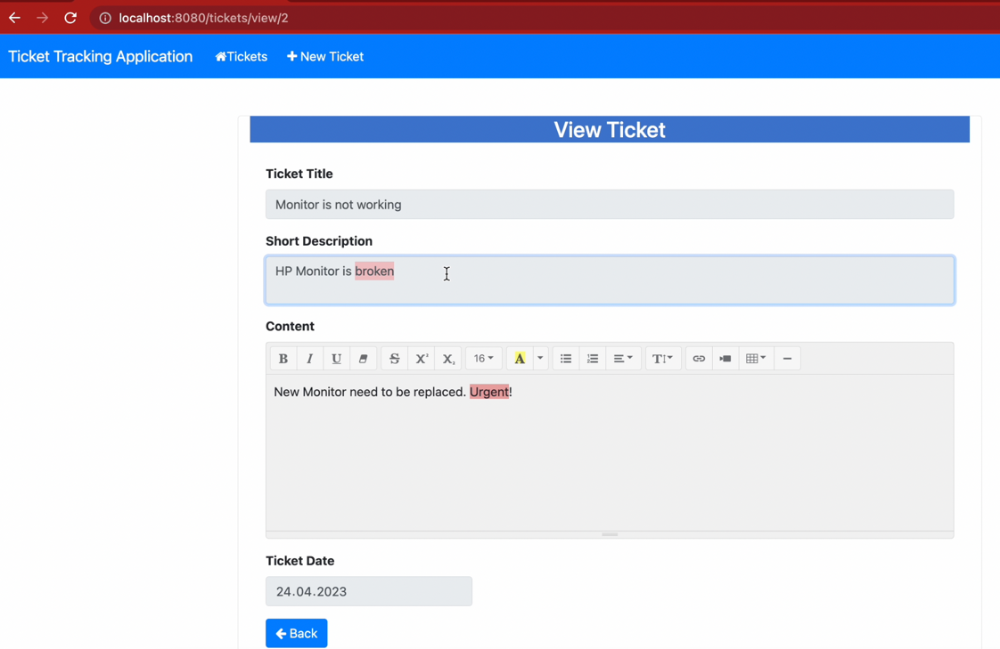 localhost:8080/tickets/view/2
Ticket Tracking Application Tickets New Ticket
View Ticket
Ticket Title
Monitor is not working
Short Description
HP Monitor is broken
Content
B I U S X² X₂ 16 A T
New Monitor need to be replaced. Urgent!
Ticket Date
24.04.2023
Back